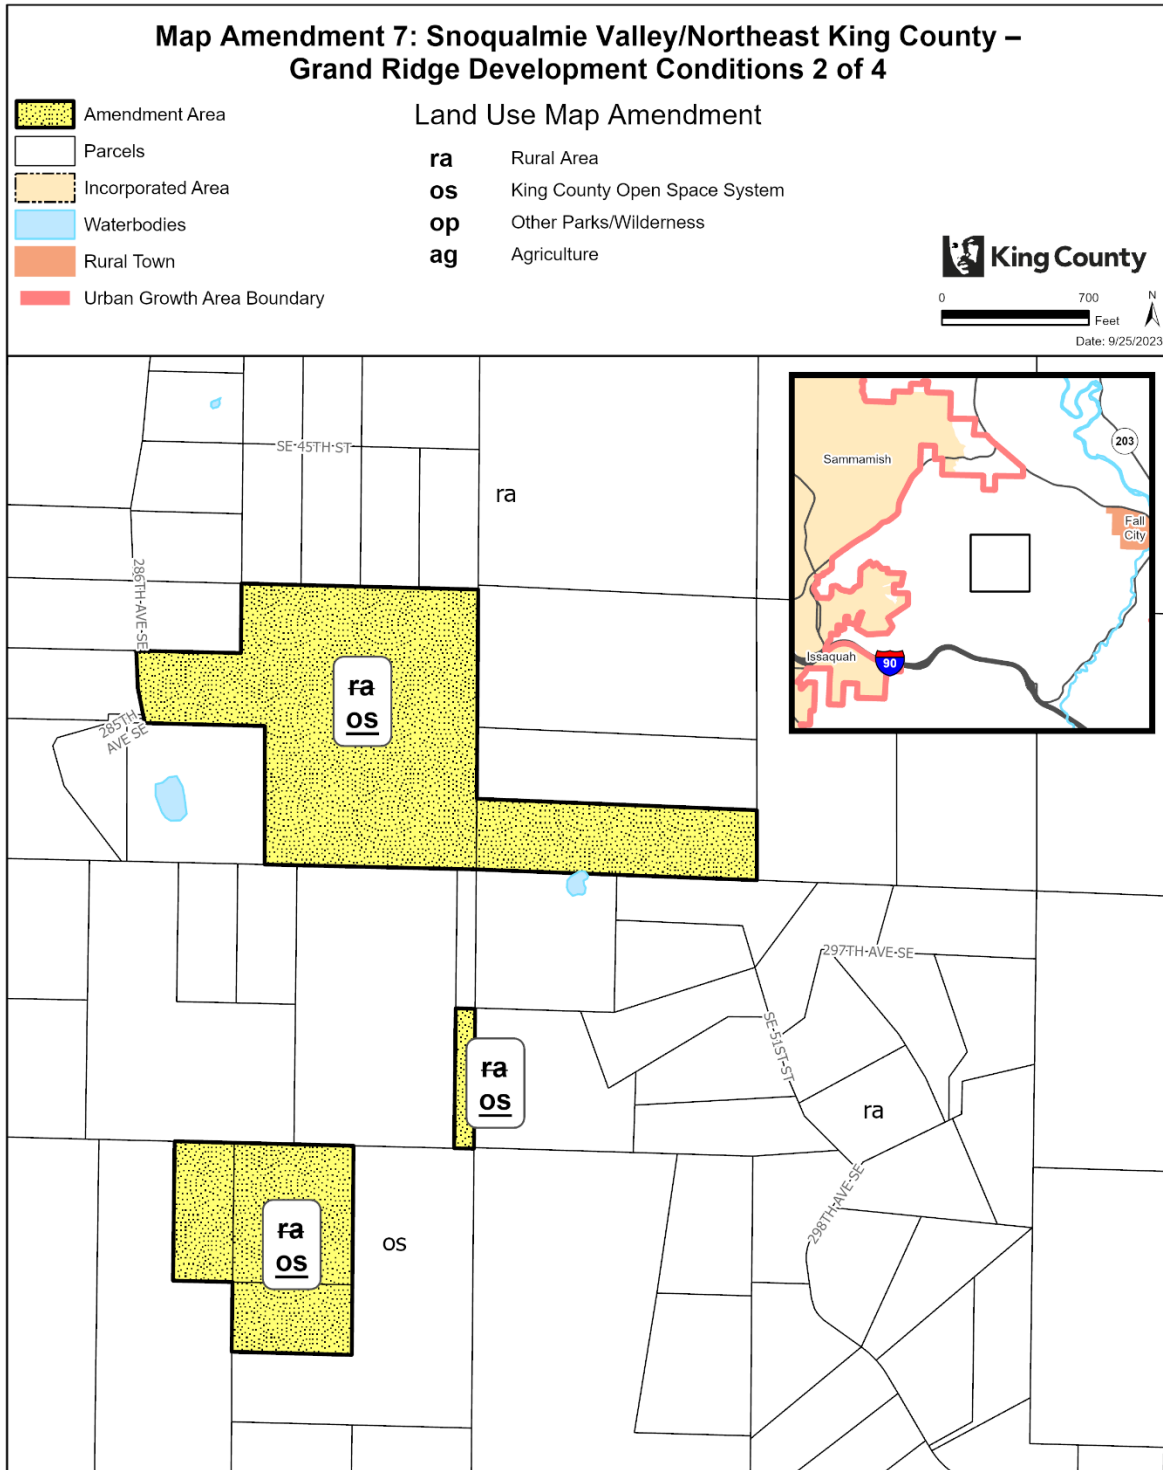 Map Amendment 7: Snoqualmie Valley/Northeast King County –
Grand Ridge Development Conditions 2 of 4
Amendment Area
Parcels
Incorporated Area
Waterbodies
Rural Town
Urban Growth Area Boundary
Land Use Map Amendment
ra Rural Area
os King County Open Space System
op Other Parks/Wilderness
ag Agriculture
King County
0 700
Feet
N
Date: 9/25/2023
Sammamish
203
Fall
City
Issaquah
90
SE 45TH ST
ra
286TH AVE SE
ra
os
285TH
AVE SE
297TH AVE SE
SE 51ST ST
ra
os
ra
298TH AVE SE
ra
os
os